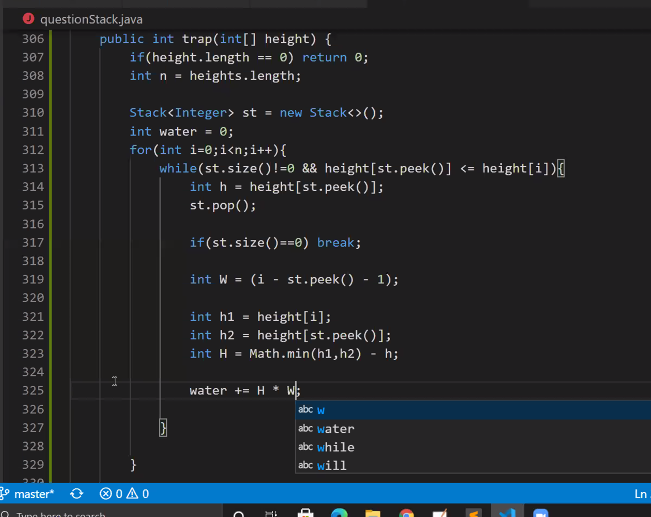 questionStack.java
306 public int trap(int[] height) {
307 if(height.length == 0) return 0;
308 int n = heights.length;
309
310 Stack<Integer> st = new Stack<>();
311 int water = 0;
312 for(int i=0;i<n;i++){
313 while(st.size()!=0 && height[st.peek()] <= height[i]){
314 int h = height[st.peek()];
315 st.pop();
316
317 if(st.size()==0) break;
318
319 int W = (i - st.peek() - 1);
320
321 int h1 = height[i];
322 int h2 = height[st.peek()];
323 int H = Math.min(h1,h2) - h;
324
325 water += H * W;
326 abc w
abc water
327 }
abc while
328
abc will
329 }
master* 0 0 Ln